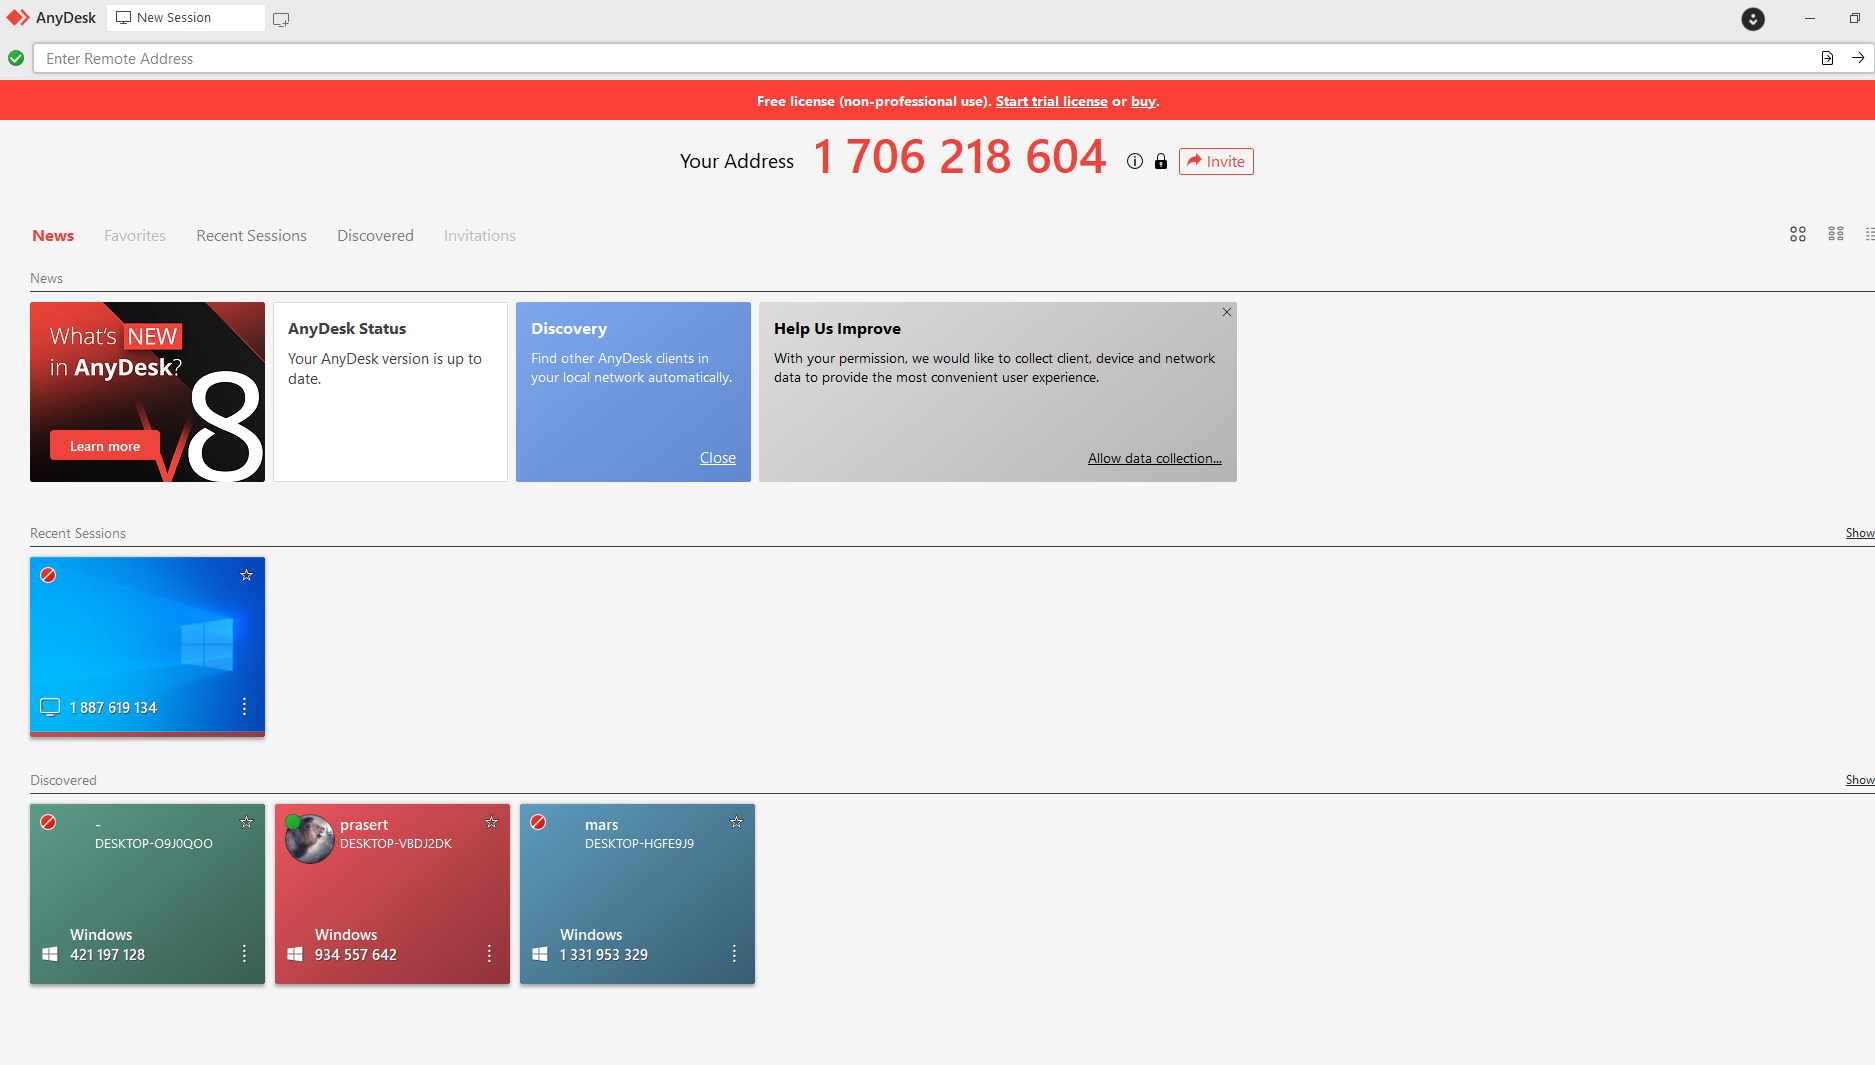 AnyDesk
New Session
Enter Remote Address
Free license (non-professional use). Start trial license or buy.
Your Address 1 706 218 604 Invite
News Favorites Recent Sessions Discovered Invitations
News
What's NEW
in AnyDesk?
V8
Learn more
AnyDesk Status
Your AnyDesk version is up to
date.
Discovery
Find other AnyDesk clients in
your local network automatically.
Close
Help Us Improve
With your permission, we would like to collect client, device and network
data to provide the most convenient user experience.
Allow data collection...
Recent Sessions
Show
1 887 619 134
Discovered
Show
-
DESKTOP-O9J0QOO
Windows
421 197 128
prasert
DESKTOP-VBDJ2DK
Windows
934 557 642
mars
DESKTOP-HGFE9J9
Windows
1 331 953 329